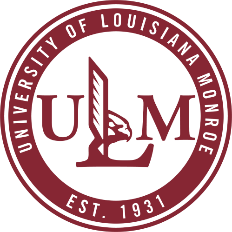 UNIVERSITY OF LOUISIANA MONROE
ULM
EST. 1931